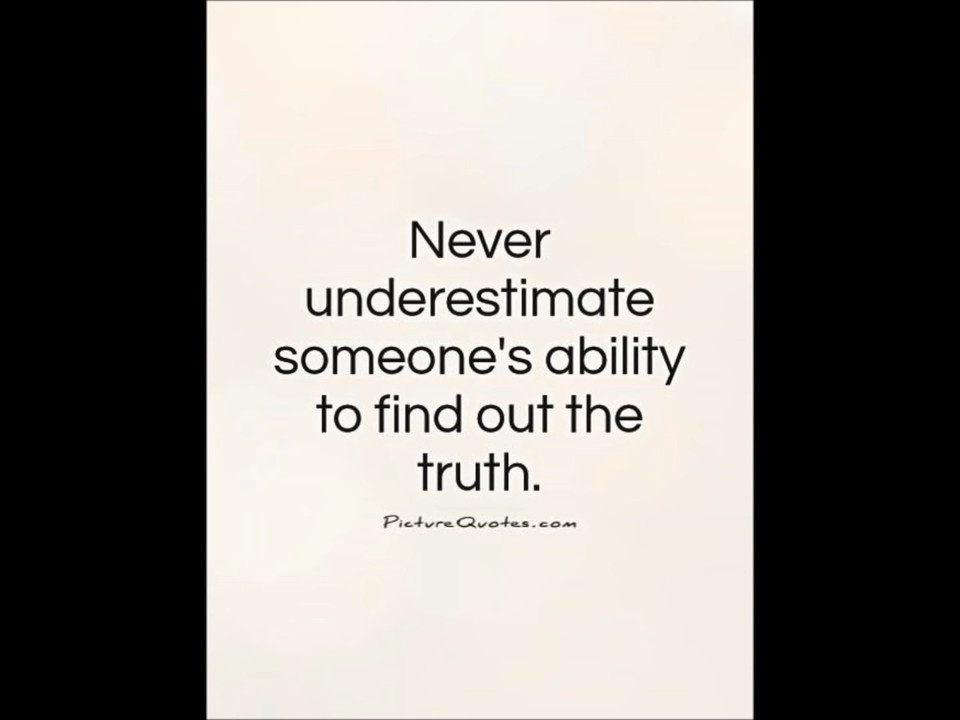 Never
underestimate
someone's ability
to find out the
truth.
PictureQuotes.com